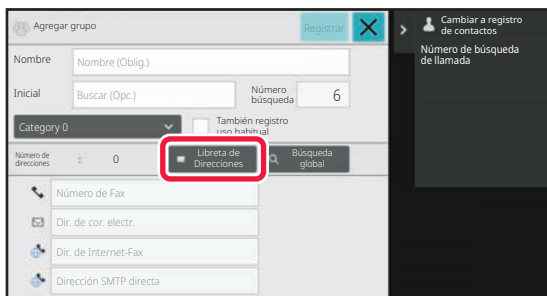 Agregar grupo
Registrar
Cambiar a registro
de contactos
Número de búsqueda
de llamada
Nombre
Nombre (Oblig.)
Inicial
Buscar (Opc.)
Número
búsqueda
6
Category 0
También registro
uso habitual
Número de
direcciones
:
0
Libreta de
Direcciones
Búsqueda
global
Número de Fax
Dir. de cor. electr.
Dir. de Internet-Fax
Dirección SMTP directa